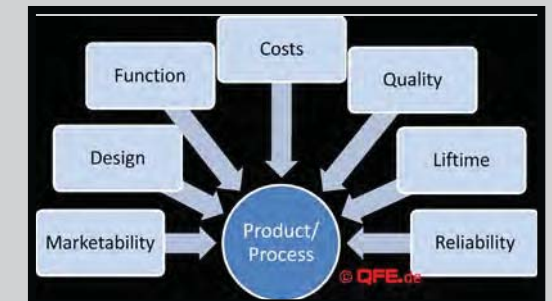 Costs
Function
Quality
Design
Liftime
Marketability
Product/
Process
Reliability
© QFE.de